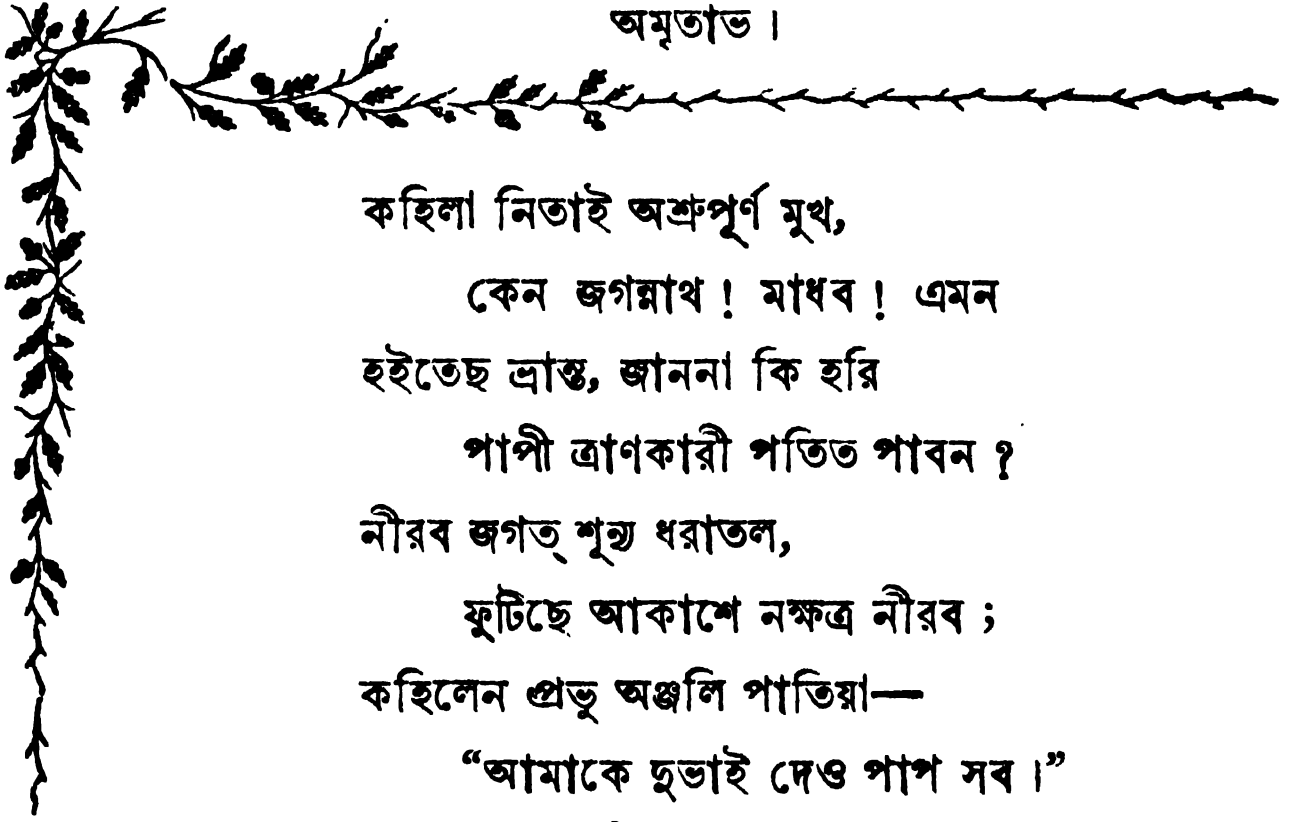 অমৃতাভ ।
কহিলা নিতাই অশ্রুপূর্ণ মুখ,
কেন জগন্নাথ ! মাধব ! এমন
হইতেছ ভ্রান্ত, জাননা কি হরি
পাপী ত্রাণকারী পতিত পাবন ?
নীরব জগত্ শূন্য ধরাতল,
ফুটিছে আকাশে নক্ষত্র নীরব ;
কহিলেন প্রভু অঞ্জলি পাতিয়া—
“আমাকে দুভাই দেও পাপ সব ।”